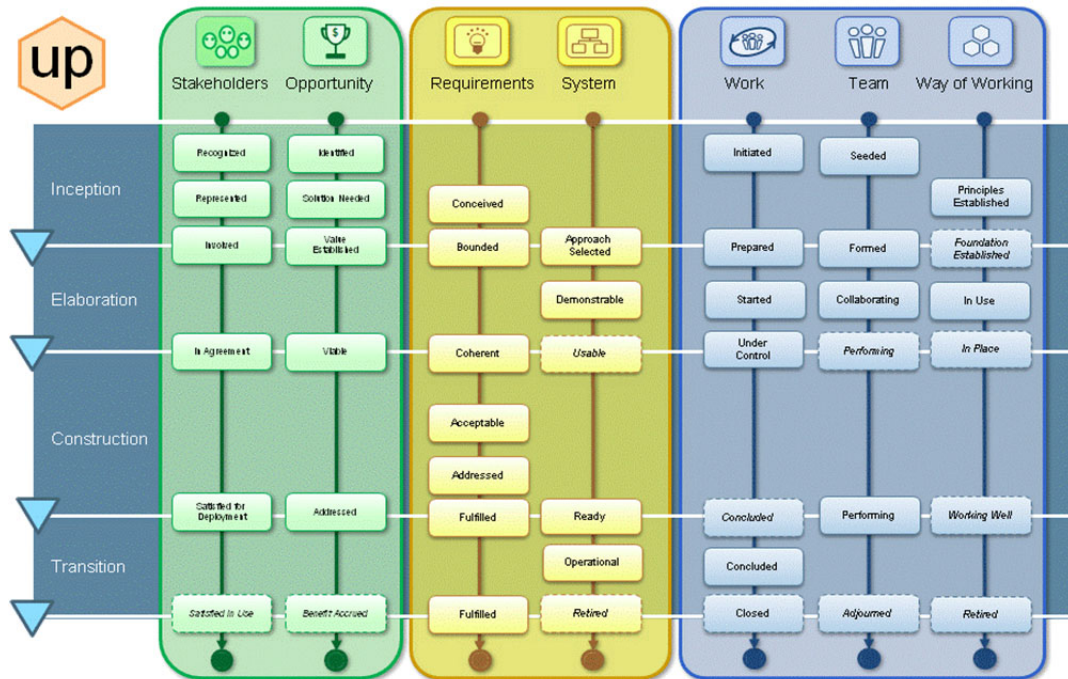 up
Stakeholders Opportunity Requirements System Work Team Way of Working
Recognized Identified Initiated Seeded
Inception
Represented Solution Needed Conceived Principles
Established
Involved Value
Established Bounded Approach
Selected Prepared Formed Foundation
Established
Elaboration Demonstrable Started Collaborating In Use
In Agreement Viable Coherent Usable Under
Control Performing In Place
Acceptable
Construction
Addressed
Satisfied for
Deployment Addressed Fulfilled Ready Concluded Performing Working Well
Transition Operational Concluded
Satisfied In Use Benefit Accrued Fulfilled Retired Closed Adjourned Retired